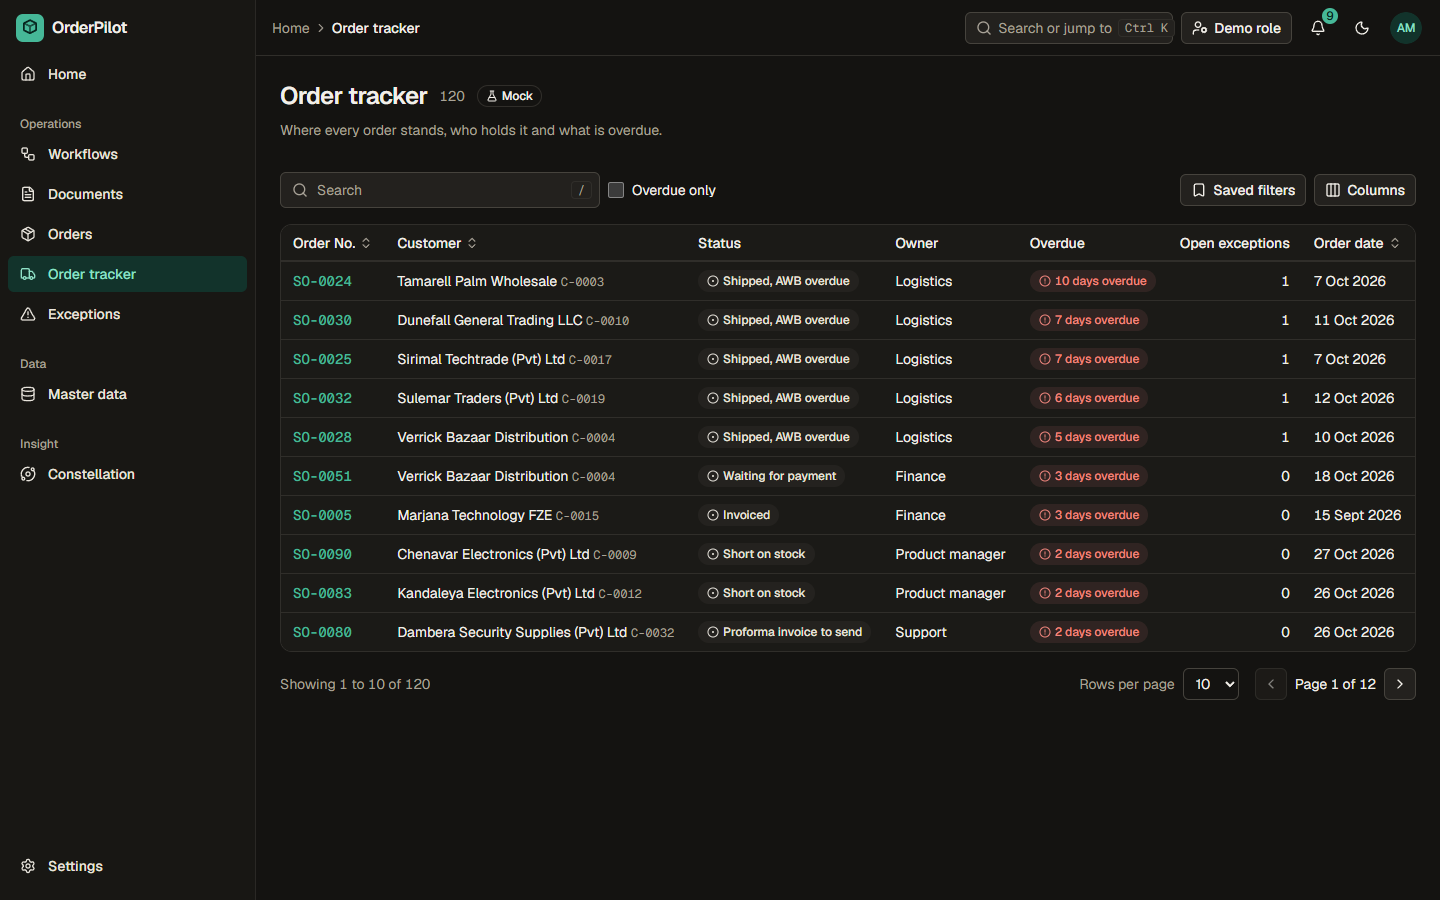 OrderPilot
Home
Operations
Workflows
Documents
Orders
Order tracker
Exceptions
Data
Master data
Insight
Constellation
Settings
Home > Order tracker
Search or jump to Ctrl K
Demo role
9
AM
Order tracker 120 Mock
Where every order stands, who holds it and what is overdue.
Search /
Overdue only
Saved filters
Columns
Order No. Customer Status Owner Overdue Open exceptions Order date
SO-0024 Tamarell Palm Wholesale C-0003 Shipped, AWB overdue Logistics 10 days overdue 1 7 Oct 2026
SO-0030 Dunefall General Trading LLC C-0010 Shipped, AWB overdue Logistics 7 days overdue 1 11 Oct 2026
SO-0025 Sirimal Techtrade (Pvt) Ltd C-0017 Shipped, AWB overdue Logistics 7 days overdue 1 7 Oct 2026
SO-0032 Sulemar Traders (Pvt) Ltd C-0019 Shipped, AWB overdue Logistics 6 days overdue 1 12 Oct 2026
SO-0028 Verrick Bazaar Distribution C-0004 Shipped, AWB overdue Logistics 5 days overdue 1 10 Oct 2026
SO-0051 Verrick Bazaar Distribution C-0004 Waiting for payment Finance 3 days overdue 0 18 Oct 2026
SO-0005 Marjana Technology FZE C-0015 Invoiced Finance 3 days overdue 0 15 Sept 2026
SO-0090 Chenavar Electronics (Pvt) Ltd C-0009 Short on stock Product manager 2 days overdue 0 27 Oct 2026
SO-0083 Kandaleya Electronics (Pvt) Ltd C-0012 Short on stock Product manager 2 days overdue 0 26 Oct 2026
SO-0080 Dambera Security Supplies (Pvt) Ltd C-0032 Proforma invoice to send Support 2 days overdue 0 26 Oct 2026
Showing 1 to 10 of 120
Rows per page 10
Page 1 of 12